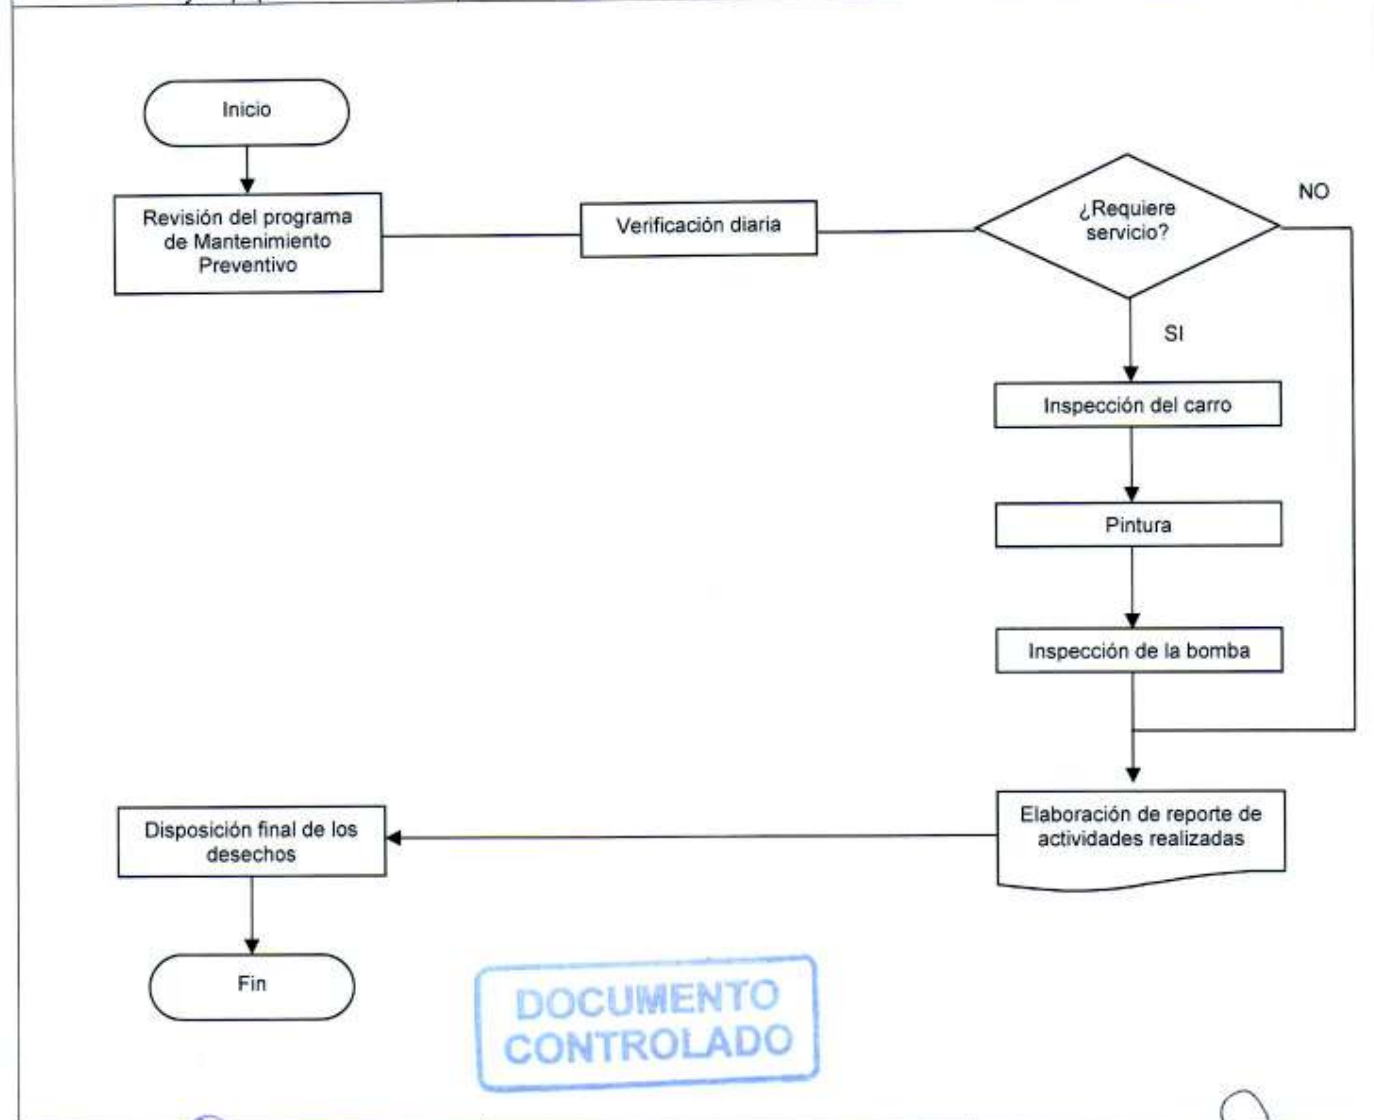 Inicio
Revisión del programa
de Mantenimiento
Preventivo
Verificación diaria
¿Requiere
servicio?
NO
SI
Inspección del carro
Pintura
Inspección de la bomba
Elaboración de reporte de
actividades realizadas
Disposición final de los
desechos
Fin
DOCUMENTO
CONTROLADO